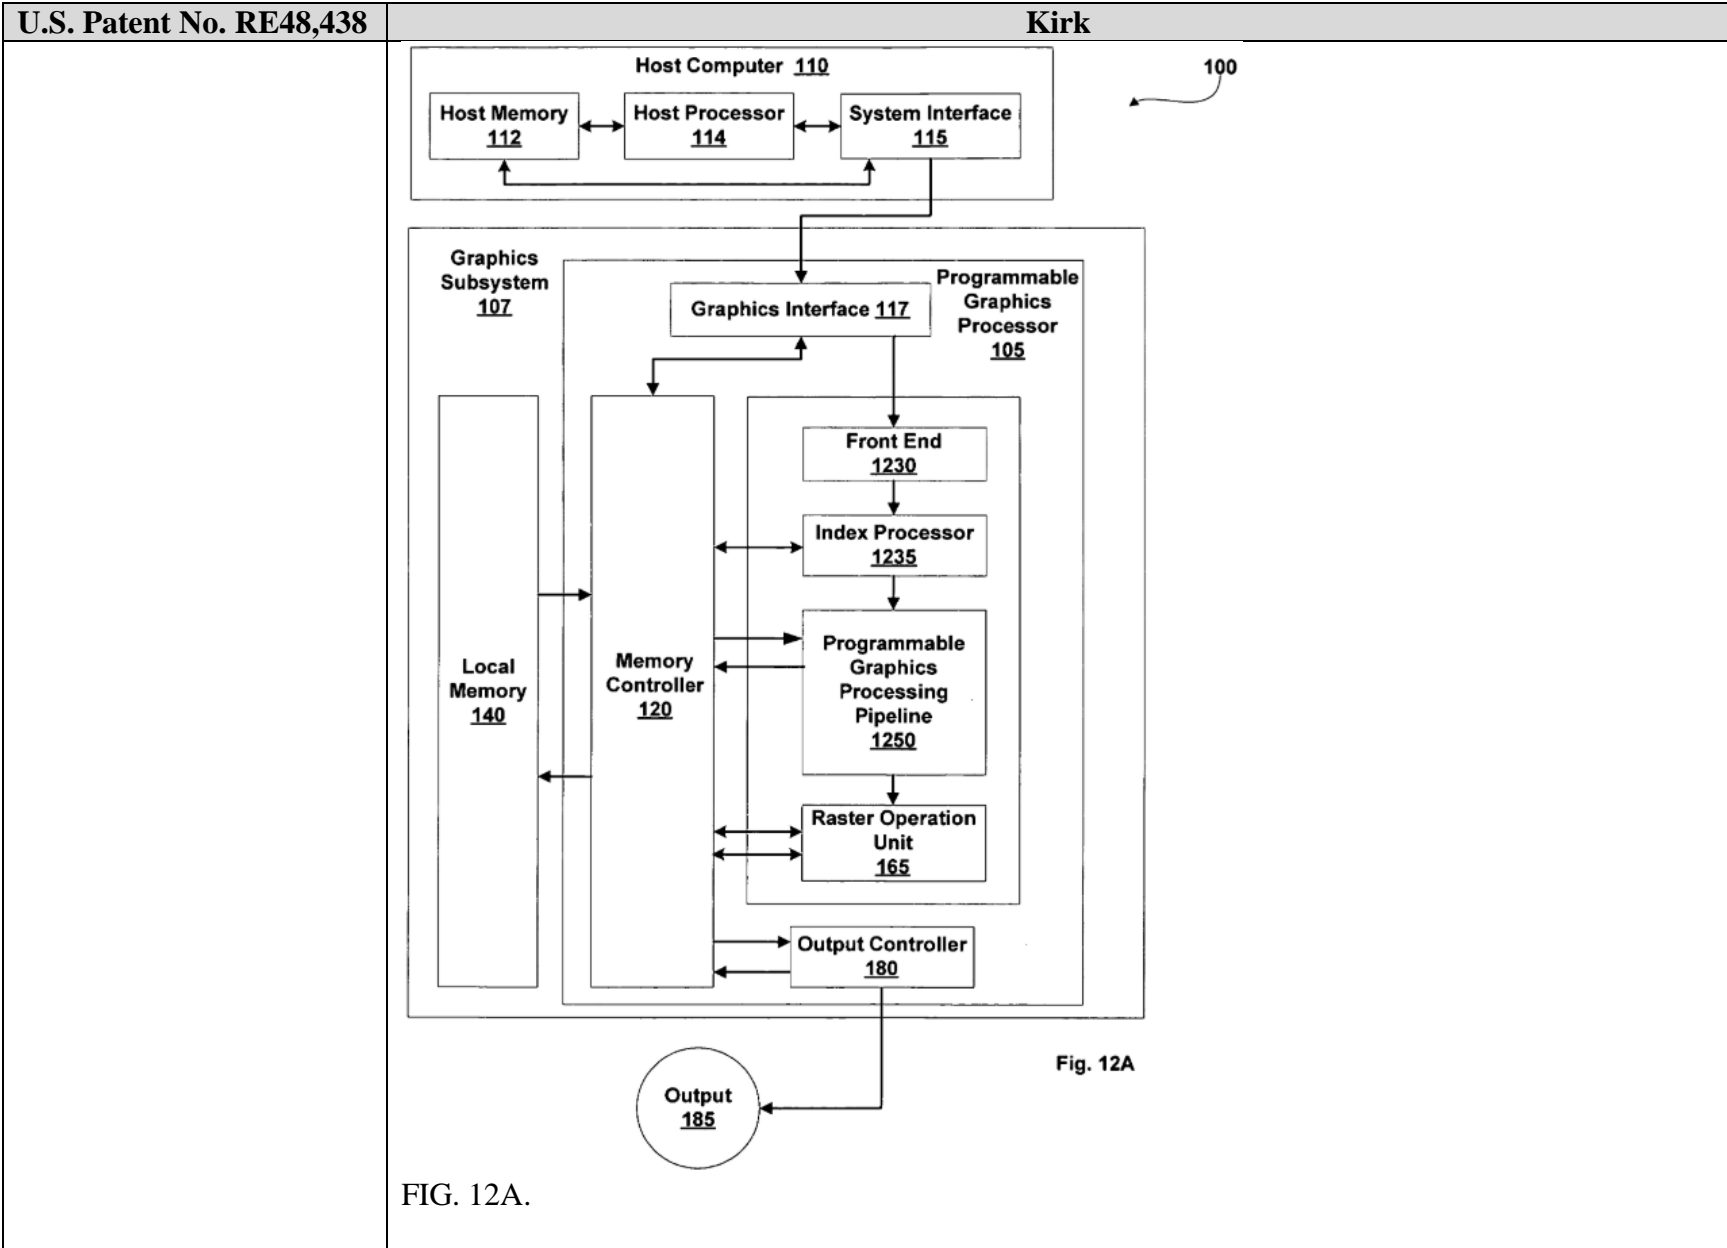 U.S. Patent No. RE48,438
Kirk
Host Computer 110
100
Host Memory
112
Host Processor
114
System Interface
115
Graphics
Subsystem
107
Programmable
Graphics
Processor
105
Graphics Interface 117
Front End
1230
Index Processor
1235
Local
Memory
140
Memory
Controller
120
Programmable
Graphics
Processing
Pipeline
1250
Raster Operation
Unit
165
Output Controller
180
Output
185
Fig. 12A
FIG. 12A.